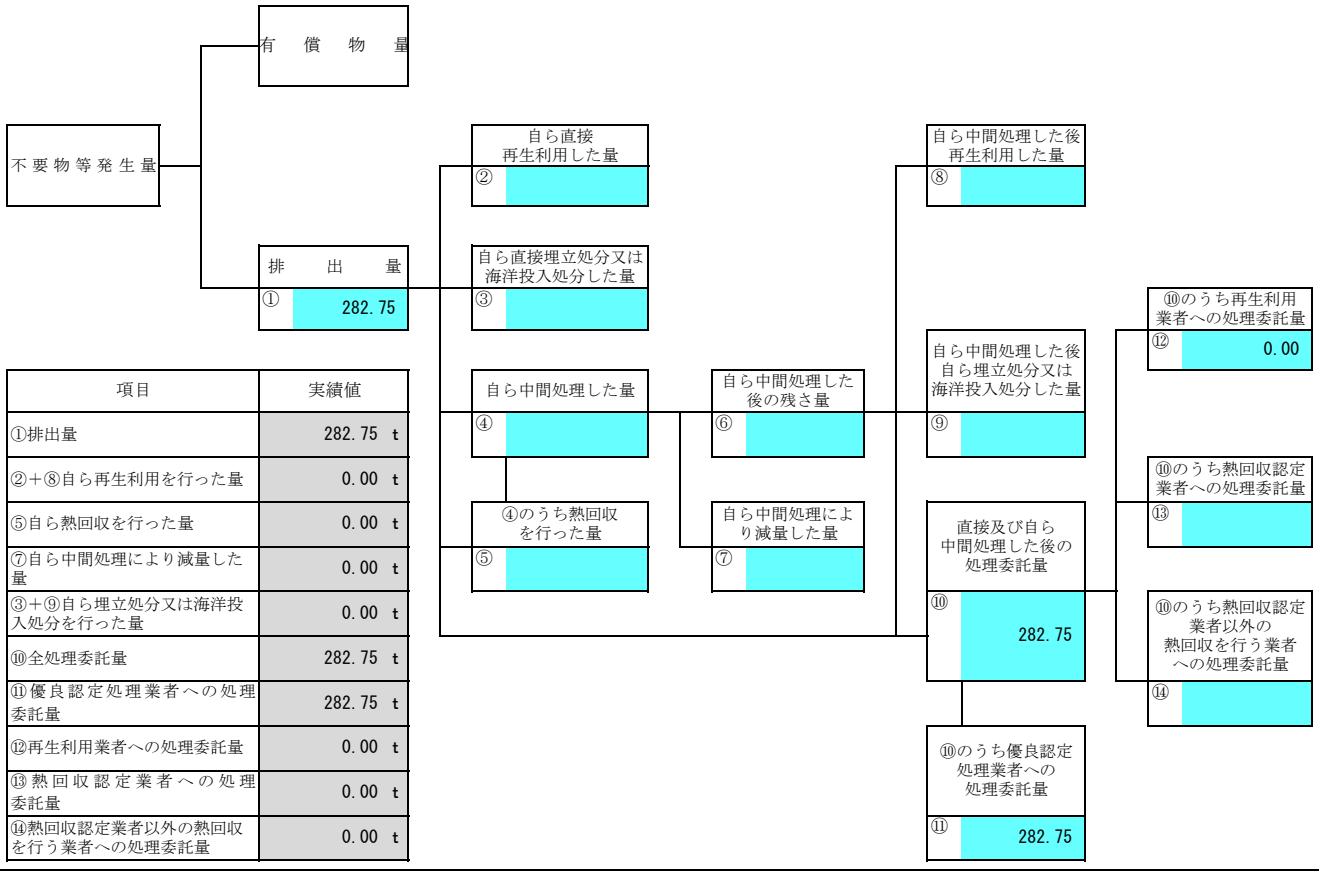 有償物量
不要物等発生量
排出量
① 282.75
自ら直接
再生利用した量
②
自ら直接埋立処分又は
海洋投入処分した量
③
自ら中間処理した量
④
④のうち熱回収
を行った量
⑤
自ら中間処理した
後の残さ量
⑥
自ら中間処理によ
り減量した量
⑦
自ら中間処理した後
再生利用した量
⑧
自ら中間処理した後
自ら埋立処分又は
海洋投入処分した量
⑨
直接及び自ら
中間処理した後の
処理委託量
⑩ 282.75
⑩のうち優良認定
処理業者への
処理委託量
⑪ 282.75
⑩のうち再生利用
業者への処理委託量
⑫ 0.00
⑩のうち熱回収認定
業者への処理委託量
⑬
⑩のうち熱回収認定
業者以外の
熱回収を行う業者
への処理委託量
⑭
項目 実績値
①排出量 282.75 t
②+⑧自ら再生利用を行った量 0.00 t
⑤自ら熱回収を行った量 0.00 t
⑦自ら中間処理により減量した
量 0.00 t
③+⑨自ら埋立処分又は海洋投
入処分を行った量 0.00 t
⑩全処理委託量 282.75 t
⑪優良認定処理業者への処理
委託量 282.75 t
⑫再生利用業者への処理委託量 0.00 t
⑬熱回収認定業者への処理
委託量 0.00 t
⑭熱回収認定業者以外の熱回収
を行う業者への処理委託量 0.00 t